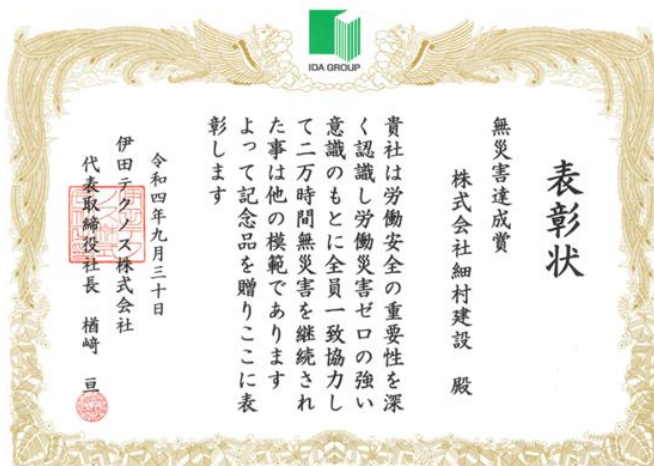 IDA GROUP
表彰状
株式会社細村建設 殿
無災害達成賞
貴社は労働安全の重要性を深
く認識し労働災害ゼロの強い
意識のもとに全員一致協力し
て二万時間無災害を継続され
た事は他の模範であります
よって記念品を贈りここに表
彰します
令和四年九月三十日
伊田テクノス株式会社
代表取締役社長 楢﨑 亘